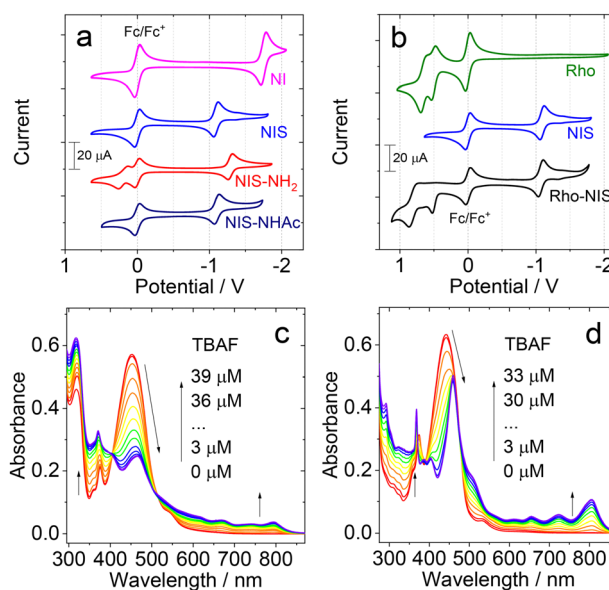 a
Fc/Fc⁺
NI
NIS
20 μA
NIS-NH₂
NIS-NHAc
Current
1 0 -1 -2
Potential / V
b
Rho
NIS
20 μA
Rho-NIS
Fc/Fc⁺
Current
1 0 -1 -2
Potential / V
c
TBAF
39 μM
36 μM
...
3 μM
0 μM
Absorbance
0.6
0.4
0.2
0.0
300 400 500 600 700 800
Wavelength / nm
d
TBAF
33 μM
30 μM
...
3 μM
0 μM
Absorbance
0.6
0.4
0.2
0.0
300 400 500 600 700 800
Wavelength / nm